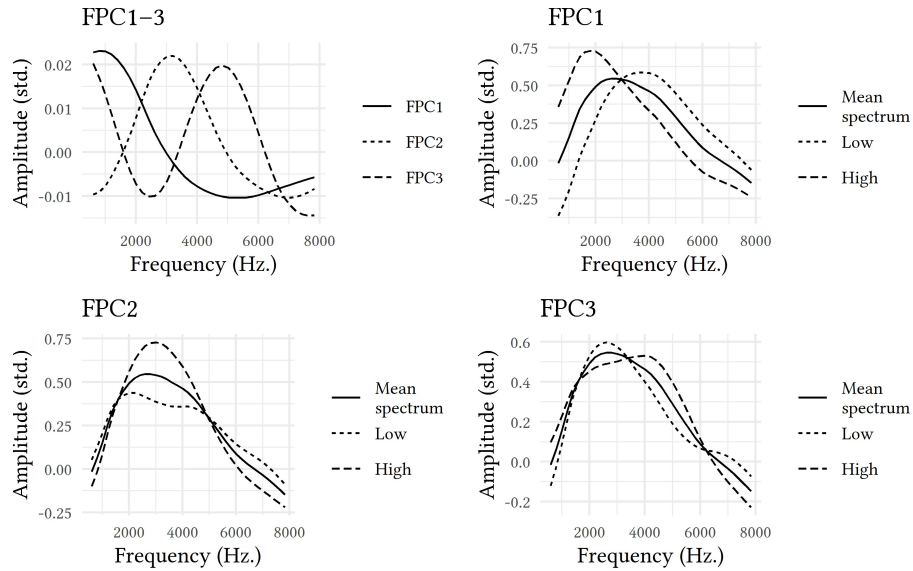 FPC1–3
Amplitude (std.)
0.02
0.01
0.00
-0.01
2000 4000 6000 8000
Frequency (Hz.)
FPC1
FPC2
FPC3
FPC1
Amplitude (std.)
0.75
0.50
0.25
0.00
-0.25
2000 4000 6000 8000
Frequency (Hz.)
Mean
spectrum
Low
High
FPC2
Amplitude (std.)
0.75
0.50
0.25
0.00
-0.25
2000 4000 6000 8000
Frequency (Hz.)
Mean
spectrum
Low
High
FPC3
Amplitude (std.)
0.6
0.4
0.2
0.0
-0.2
2000 4000 6000 8000
Frequency (Hz.)
Mean
spectrum
Low
High